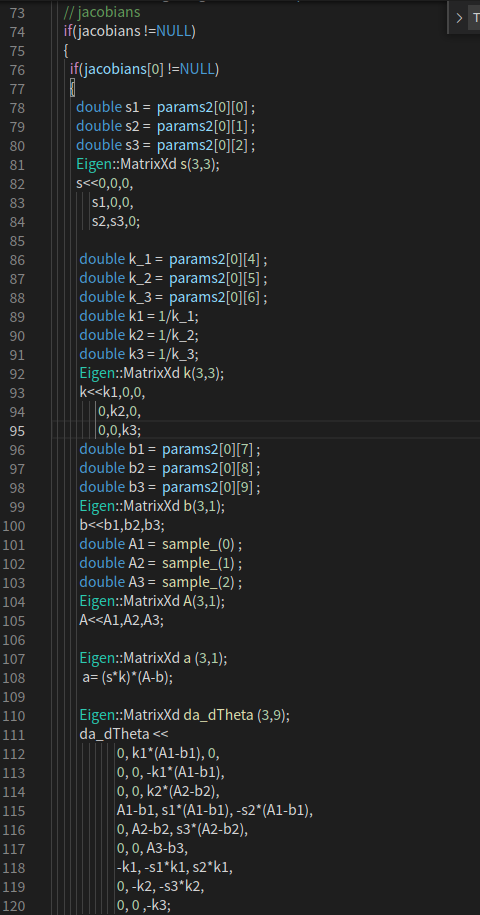 73 // jacobians
74 if(jacobians !=NULL)
75 {
76 if(jacobians[0] !=NULL)
77 {
78 double s1 = params2[0][0] ;
79 double s2 = params2[0][1] ;
80 double s3 = params2[0][2] ;
81 Eigen::MatrixXd s(3,3);
82 s<<0,0,0,
83 s1,0,0,
84 s2,s3,0;
85
86 double k_1 = params2[0][4] ;
87 double k_2 = params2[0][5] ;
88 double k_3 = params2[0][6] ;
89 double k1 = 1/k_1;
90 double k2 = 1/k_2;
91 double k3 = 1/k_3;
92 Eigen::MatrixXd k(3,3);
93 k<<k1,0,0,
94 0,k2,0,
95 0,0,k3;
96 double b1 = params2[0][7] ;
97 double b2 = params2[0][8] ;
98 double b3 = params2[0][9] ;
99 Eigen::MatrixXd b(3,1);
100 b<<b1,b2,b3;
101 double A1 = sample_(0) ;
102 double A2 = sample_(1) ;
103 double A3 = sample_(2) ;
104 Eigen::MatrixXd A(3,1);
105 A<<A1,A2,A3;
106
107 Eigen::MatrixXd a (3,1);
108 a= (s*k)*(A-b);
109
110 Eigen::MatrixXd da_dTheta (3,9);
111 da_dTheta <<
112 0, k1*(A1-b1), 0,
113 0, 0, -k1*(A1-b1),
114 0, 0, k2*(A2-b2),
115 A1-b1, s1*(A1-b1), -s2*(A1-b1),
116 0, A2-b2, s3*(A2-b2),
117 0, 0, A3-b3,
118 -k1, -s1*k1, s2*k1,
119 0, -k2, -s3*k2,
120 0, 0 ,-k3;